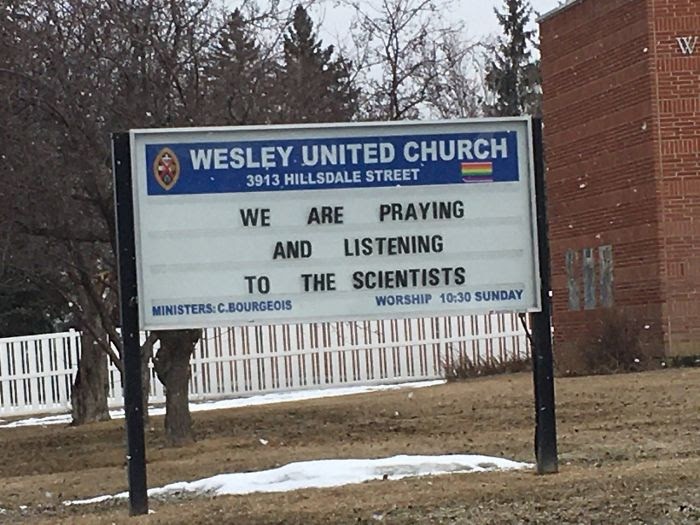 WESLEY UNITED CHURCH
3913 HILLSDALE STREET
WE ARE PRAYING
AND LISTENING
TO THE SCIENTISTS
MINISTERS: C.BOURGEOIS
WORSHIP 10:30 SUNDAY
W